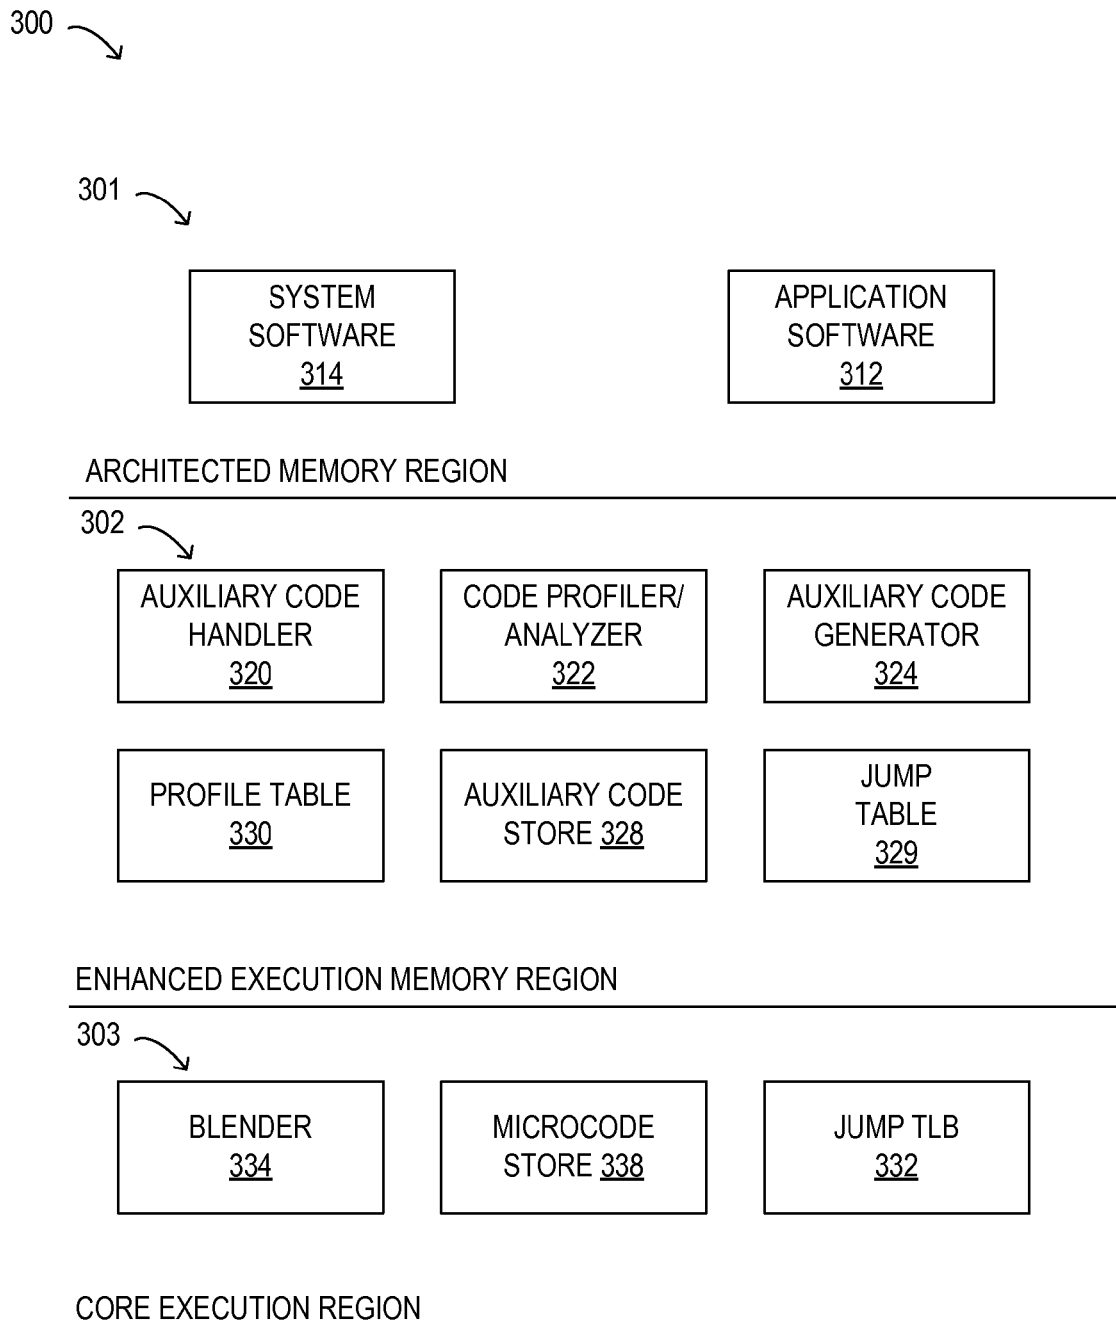 300
301
SYSTEM
SOFTWARE
314
APPLICATION
SOFTWARE
312
ARCHITECTED MEMORY REGION
302
AUXILIARY CODE
HANDLER
320
CODE PROFILER/
ANALYZER
322
AUXILIARY CODE
GENERATOR
324
PROFILE TABLE
330
AUXILIARY CODE
STORE 328
JUMP
TABLE
329
ENHANCED EXECUTION MEMORY REGION
303
BLENDER
334
MICROCODE
STORE 338
JUMP TLB
332
CORE EXECUTION REGION